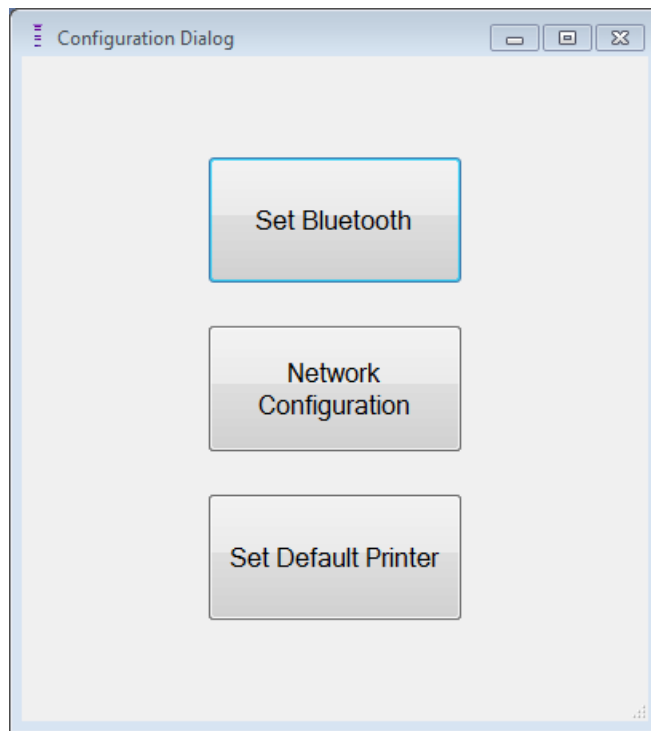 Configuration Dialog
Set Bluetooth
Network
Configuration
Set Default Printer